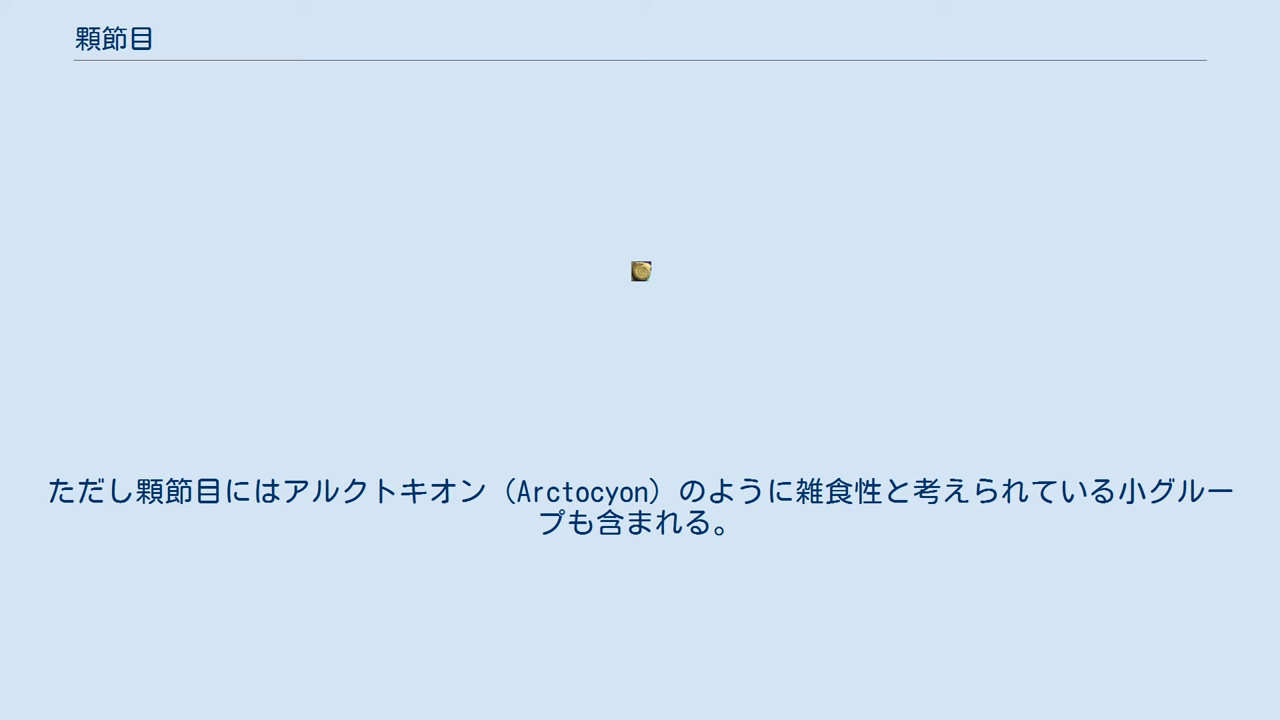 顆節目
ただし顆節目にはアルクトキオン（Arctocyon）のように雑食性と考えられている小グルー
プも含まれる。